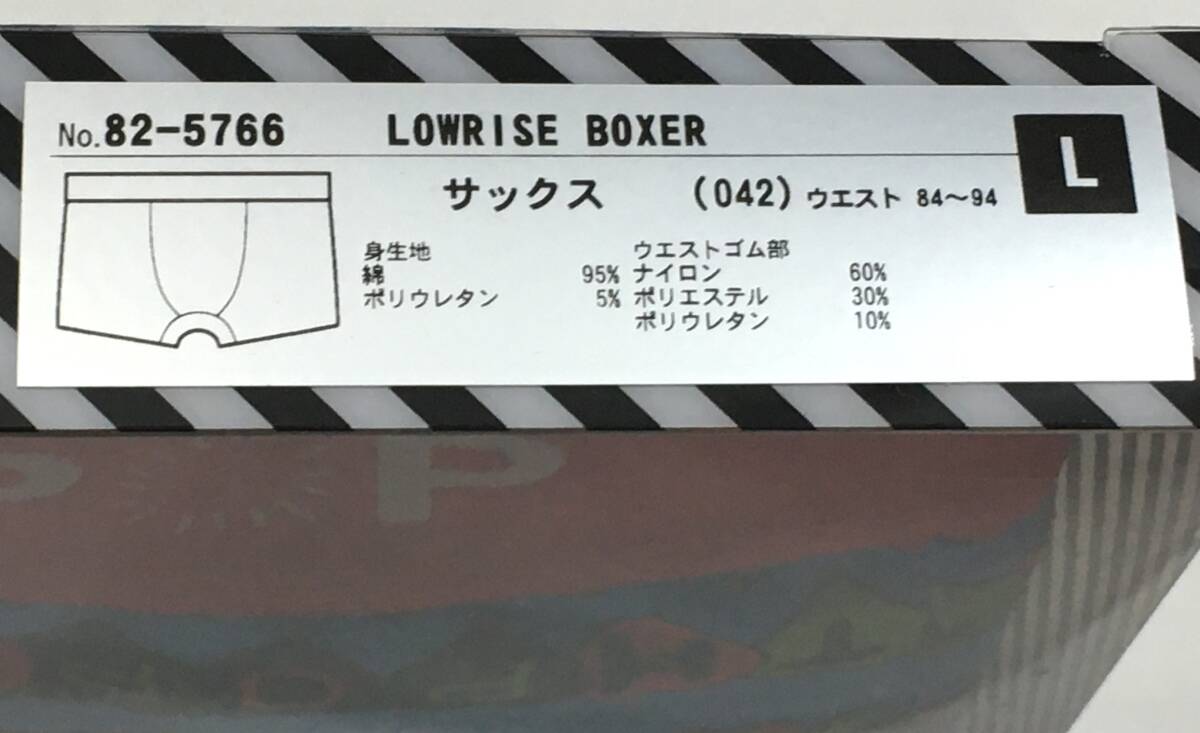 No.82-5766 LOWRISE BOXER
L
サックス (042) ウエスト 84〜94
身生地 ウエストゴム部
綿 95% ナイロン 60%
ポリウレタン 5% ポリエステル 30%
ポリウレタン 10%
P P